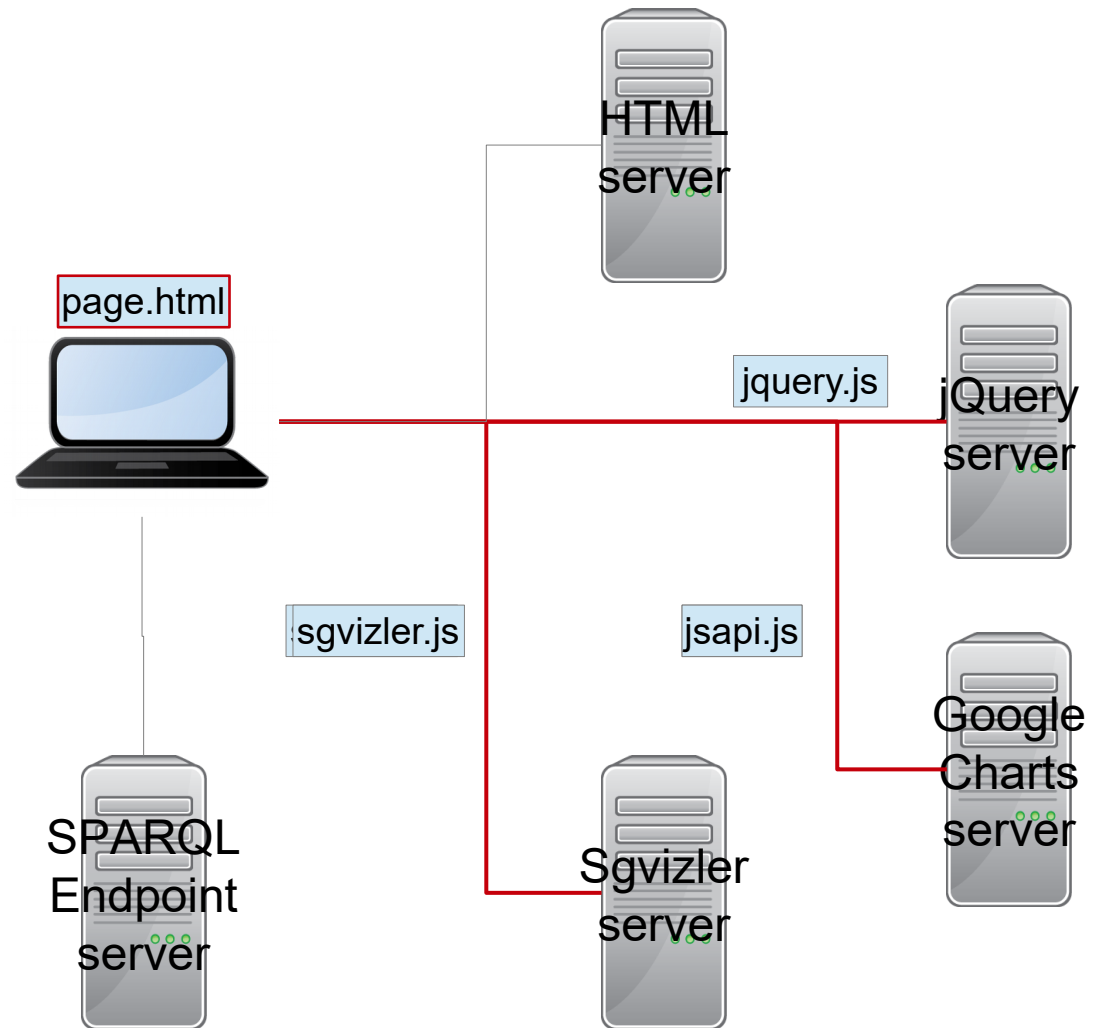 HTML
server
page.html
jquery.js
jQuery
server
sgvizler.js
jsapi.js
Google
Charts
server
SPARQL
Endpoint
server
Sgvizler
server